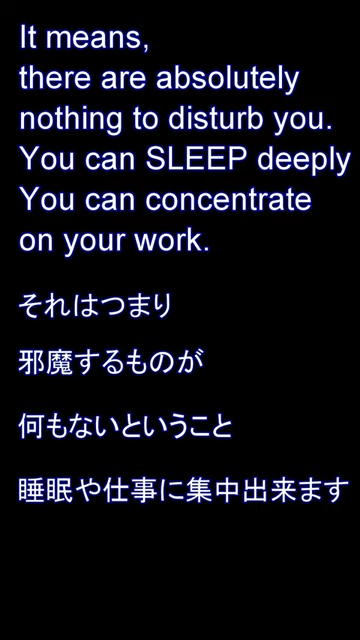 It means,
there are absolutely
nothing to disturb you.
You can SLEEP deeply
You can concentrate
on your work.
それはつまり
邪魔するものが
何もないということ
睡眠や仕事に集中出来ます